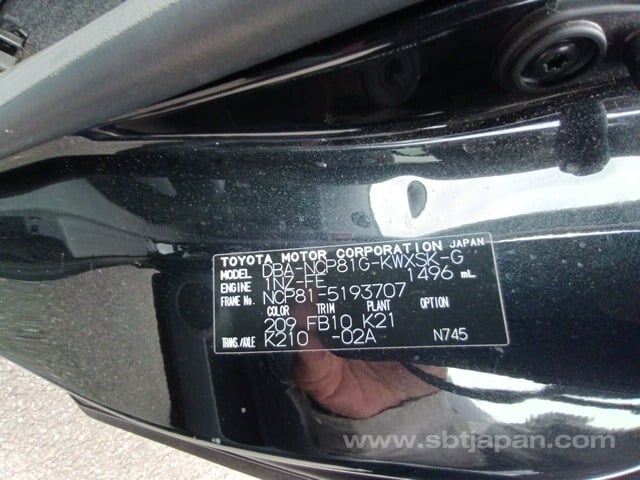 TOYOTA MOTOR CORPORATION JAPAN
MODEL DBA-NCP81G-KWXSK-G
ENGINE 1NZ-FE 1496 mL
FRAME No. NCP81-5193707
COLOR TRIM PLANT OPTION
209 FB10 K21
TRANS./AXLE K210 -02A N745
www.sbtjapan.com